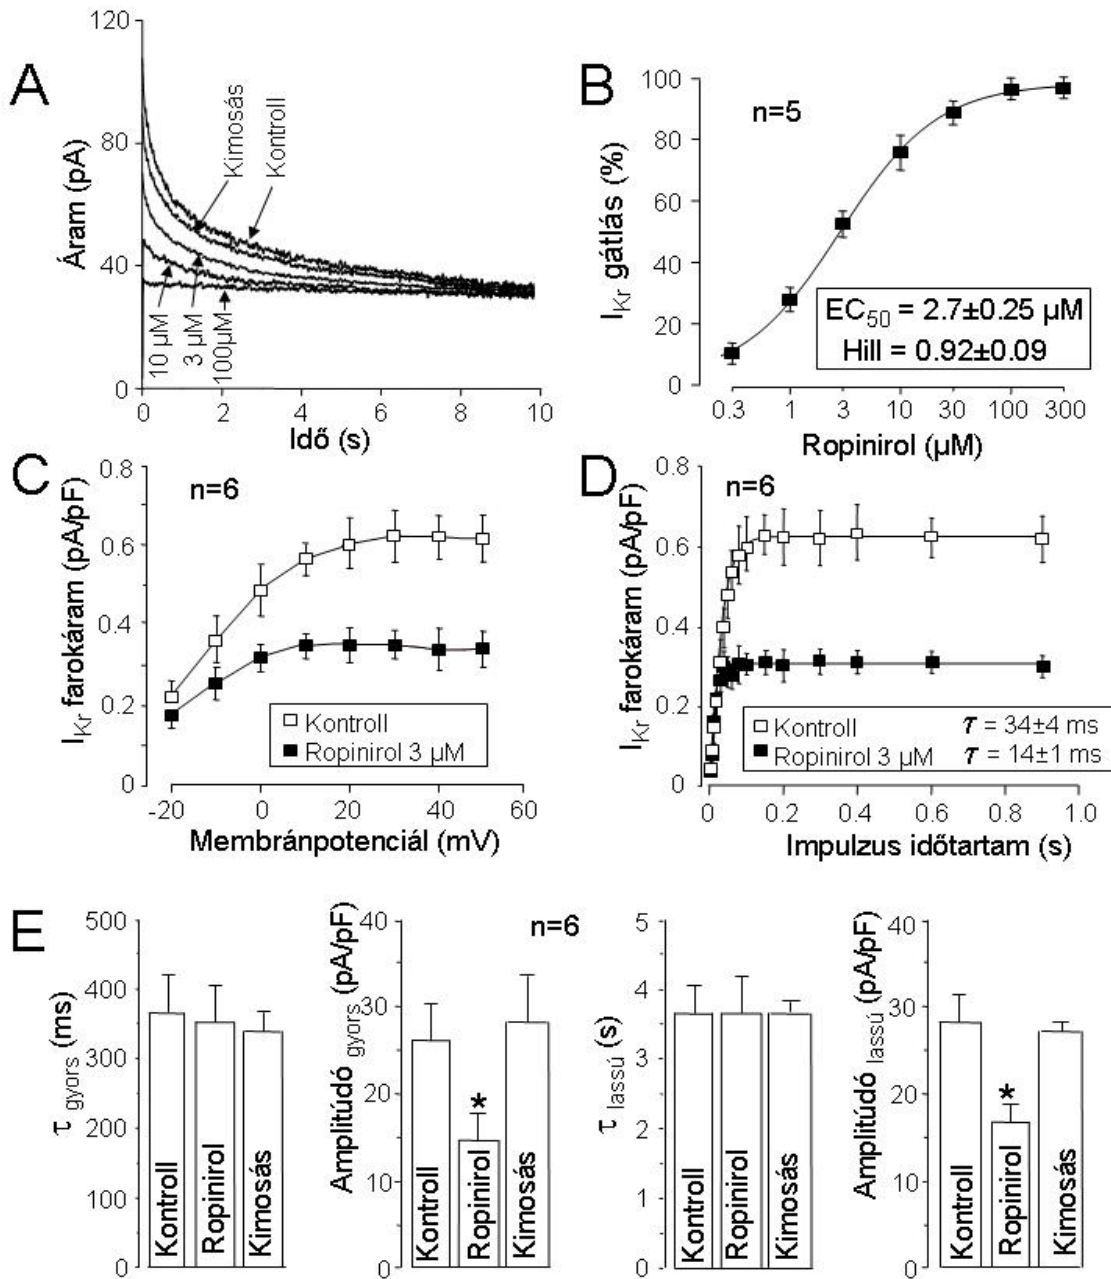 A
Áram (pA)
120
80
40
0
Kimosás
Kontroll
10 µM
3 µM
100µM
0 2 4 6 8 10
Idő (s)
B
n=5
I_Kr gátlás (%)
100
80
60
40
20
0
EC50 = 2.7±0.25 µM
Hill = 0.92±0.09
0.3 1 3 10 30 100 300
Ropinirol (µM)
C
n=6
I_Kr farokáram (pA/pF)
0.8
0.6
0.4
0.2
0
Kontroll
Ropinirol 3 µM
-20 0 20 40 60
Membránpotenciál (mV)
D
n=6
I_Kr farokáram (pA/pF)
0.8
0.6
0.4
0.2
0
Kontroll τ = 34±4 ms
Ropinirol 3 µM τ = 14±1 ms
0 0.2 0.4 0.6 0.8 1.0
Impulzus időtartam (s)
E
n=6
τ gyors (ms)
500
400
300
200
100
0
Kontroll
Ropinirol
Kimosás
Amplitúdó gyors (pA/pF)
40
30
20
10
0
*
Kontroll
Ropinirol
Kimosás
τ lassú (s)
5
4
3
2
1
0
Kontroll
Ropinirol
Kimosás
Amplitúdó lassú (pA/pF)
40
30
20
10
0
*
Kontroll
Ropinirol
Kimosás